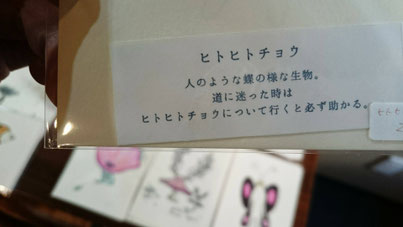 ヒトヒトチョウ
人のような蝶の様な生物。
道に迷った時は
ヒトヒトチョウについて行くと必ず助かる。